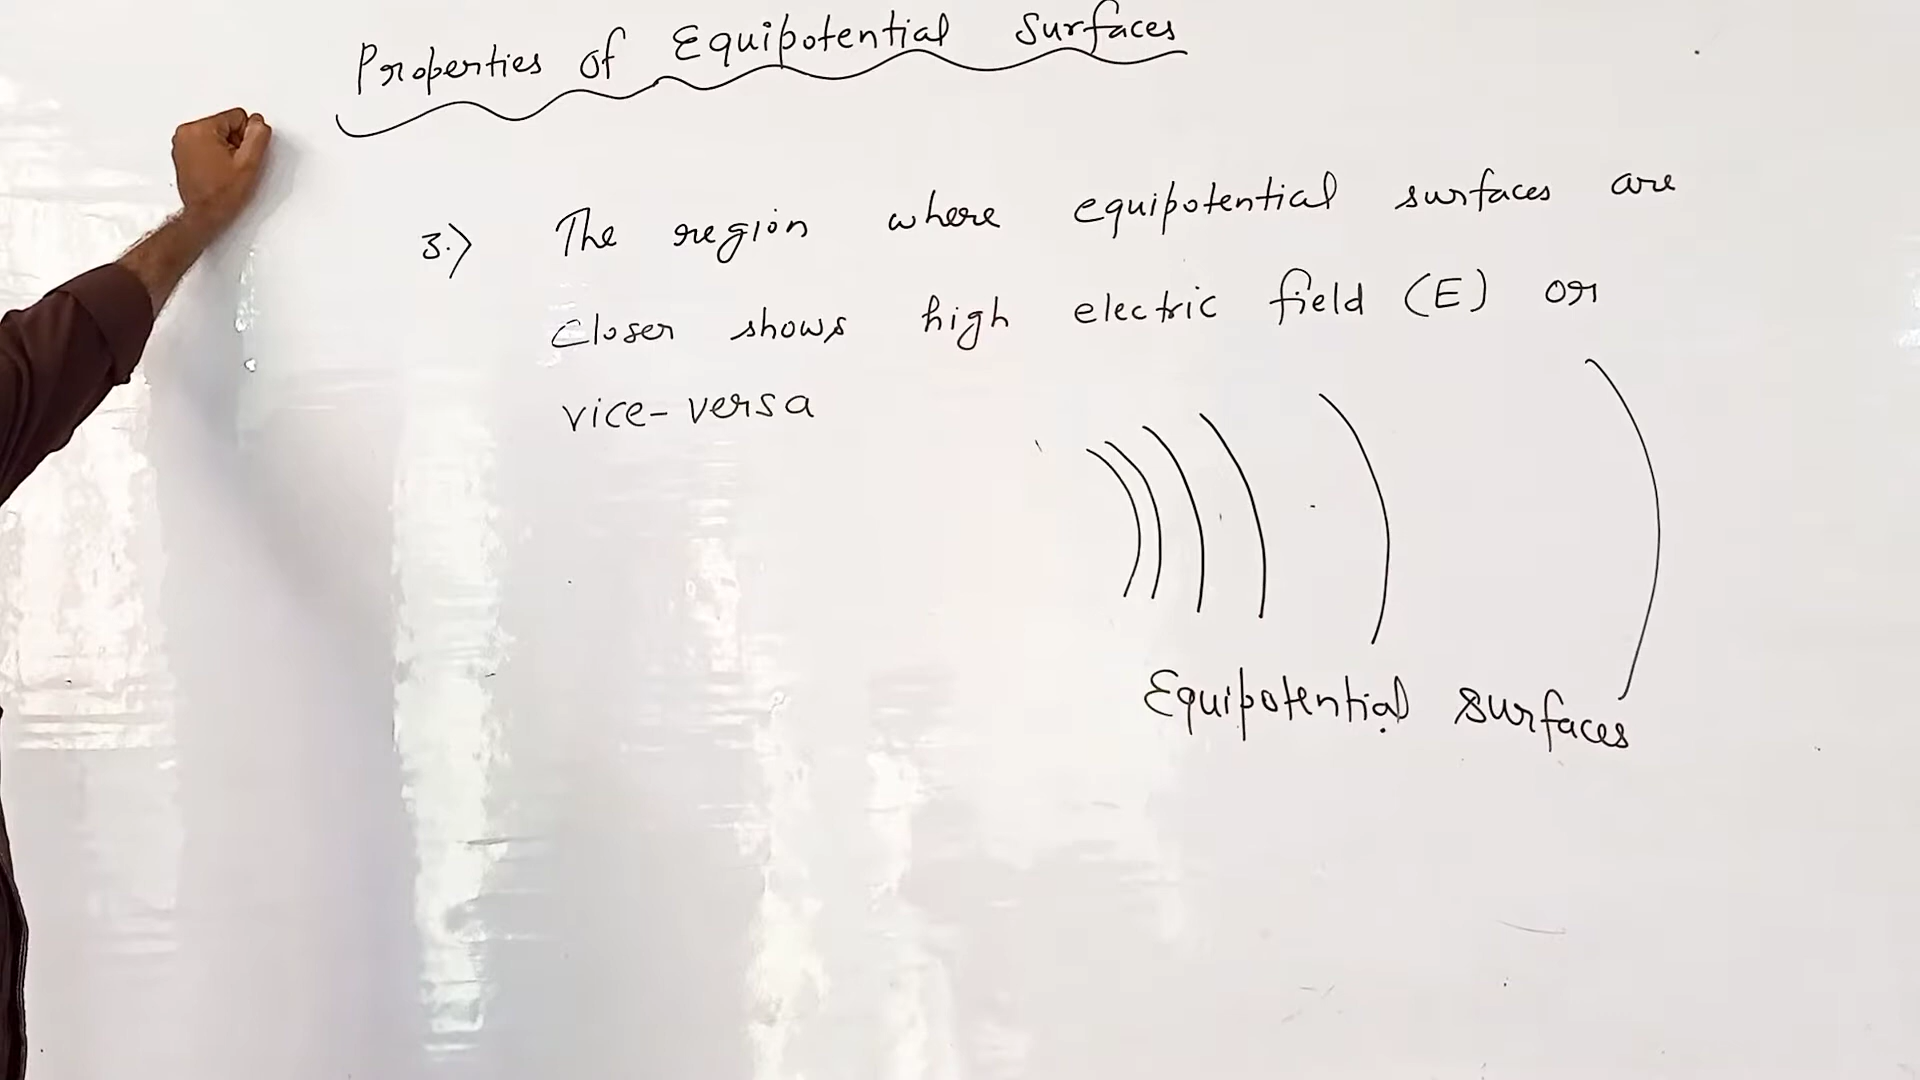 Properties of Equipotential Surfaces
3.) The region where equipotential surfaces are
closer shows high electric field (E) or
vice-versa
Equipotential surfaces